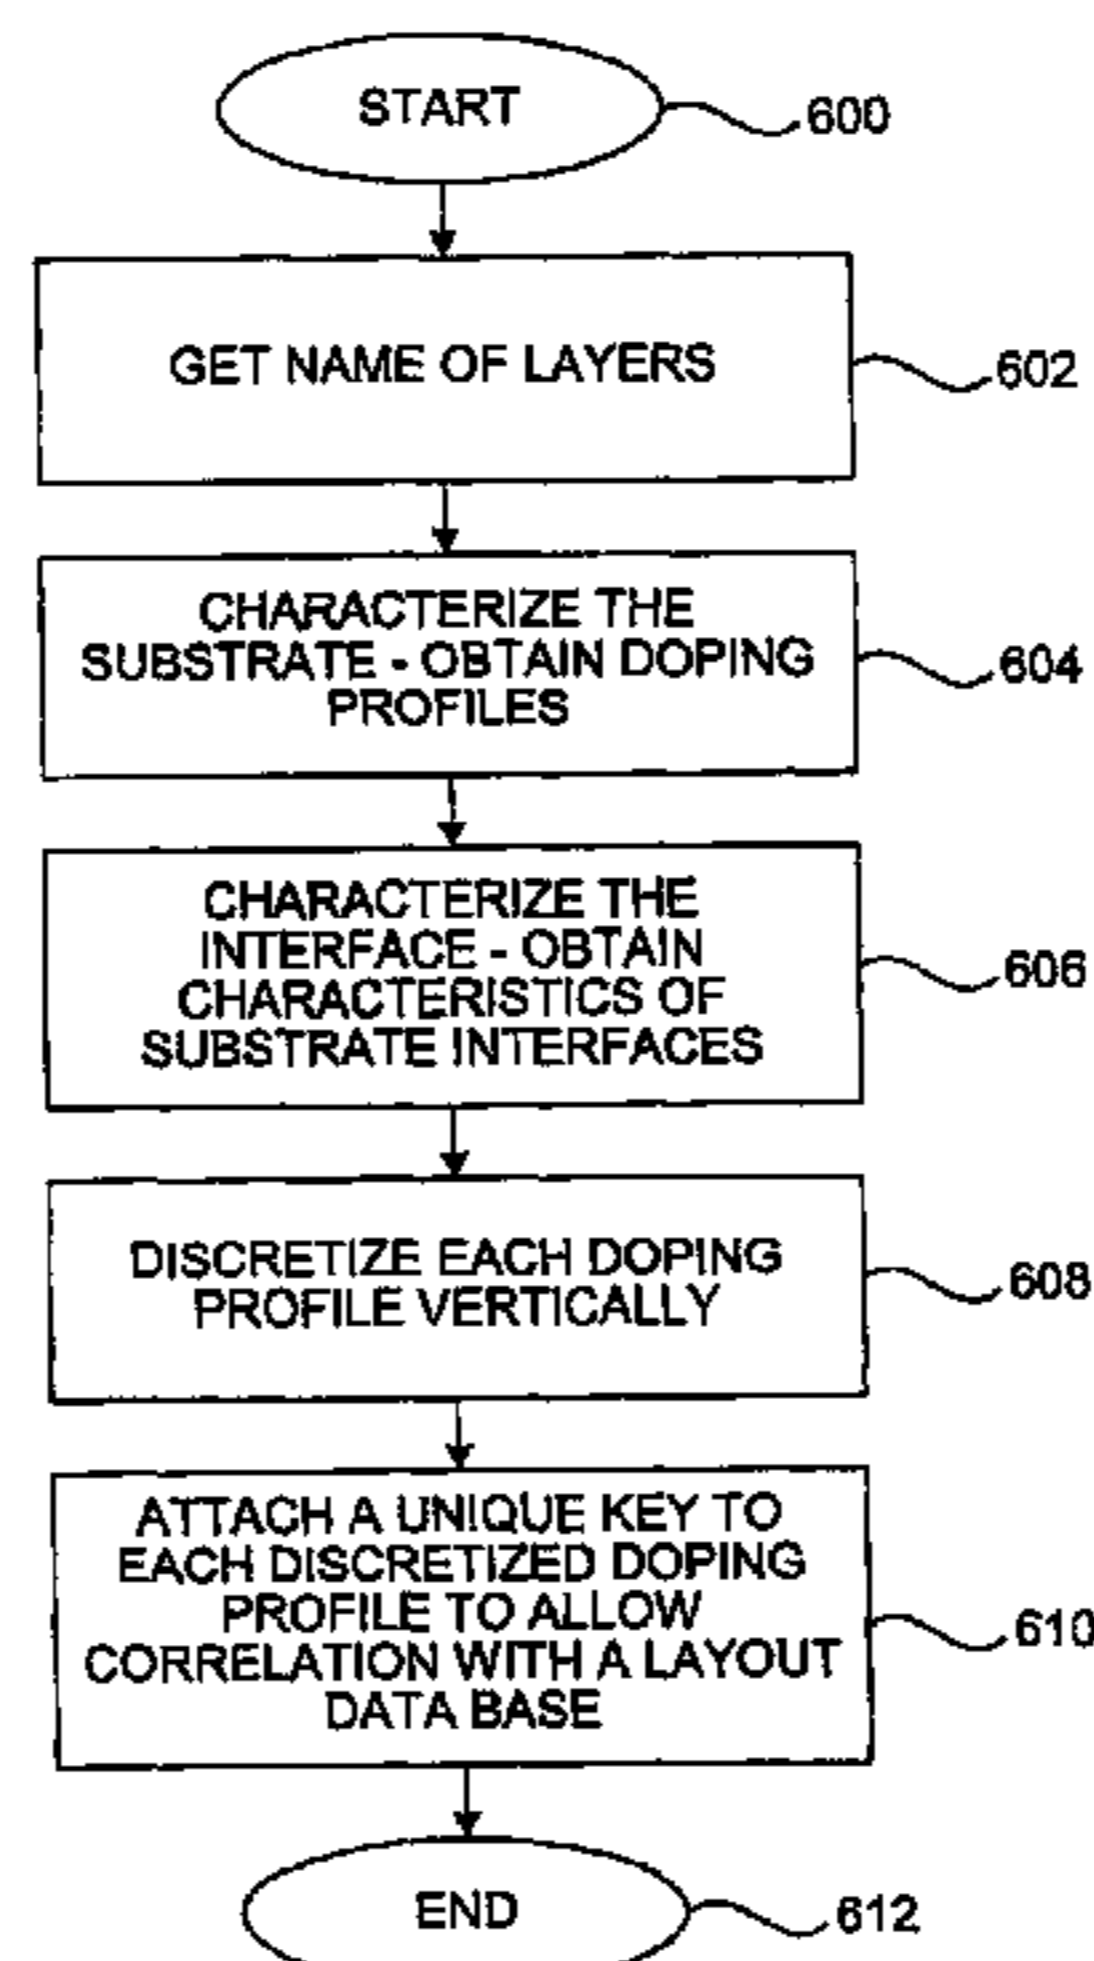 START
600
GET NAME OF LAYERS
602
CHARACTERIZE THE
SUBSTRATE - OBTAIN DOPING
PROFILES
604
CHARACTERIZE THE
INTERFACE - OBTAIN
CHARACTERISTICS OF
SUBSTRATE INTERFACES
606
DISCRETIZE EACH DOPING
PROFILE VERTICALLY
608
ATTACH A UNIQUE KEY TO
EACH DISCRETIZED DOPING
PROFILE TO ALLOW
CORRELATION WITH A LAYOUT
DATA BASE
610
END
612